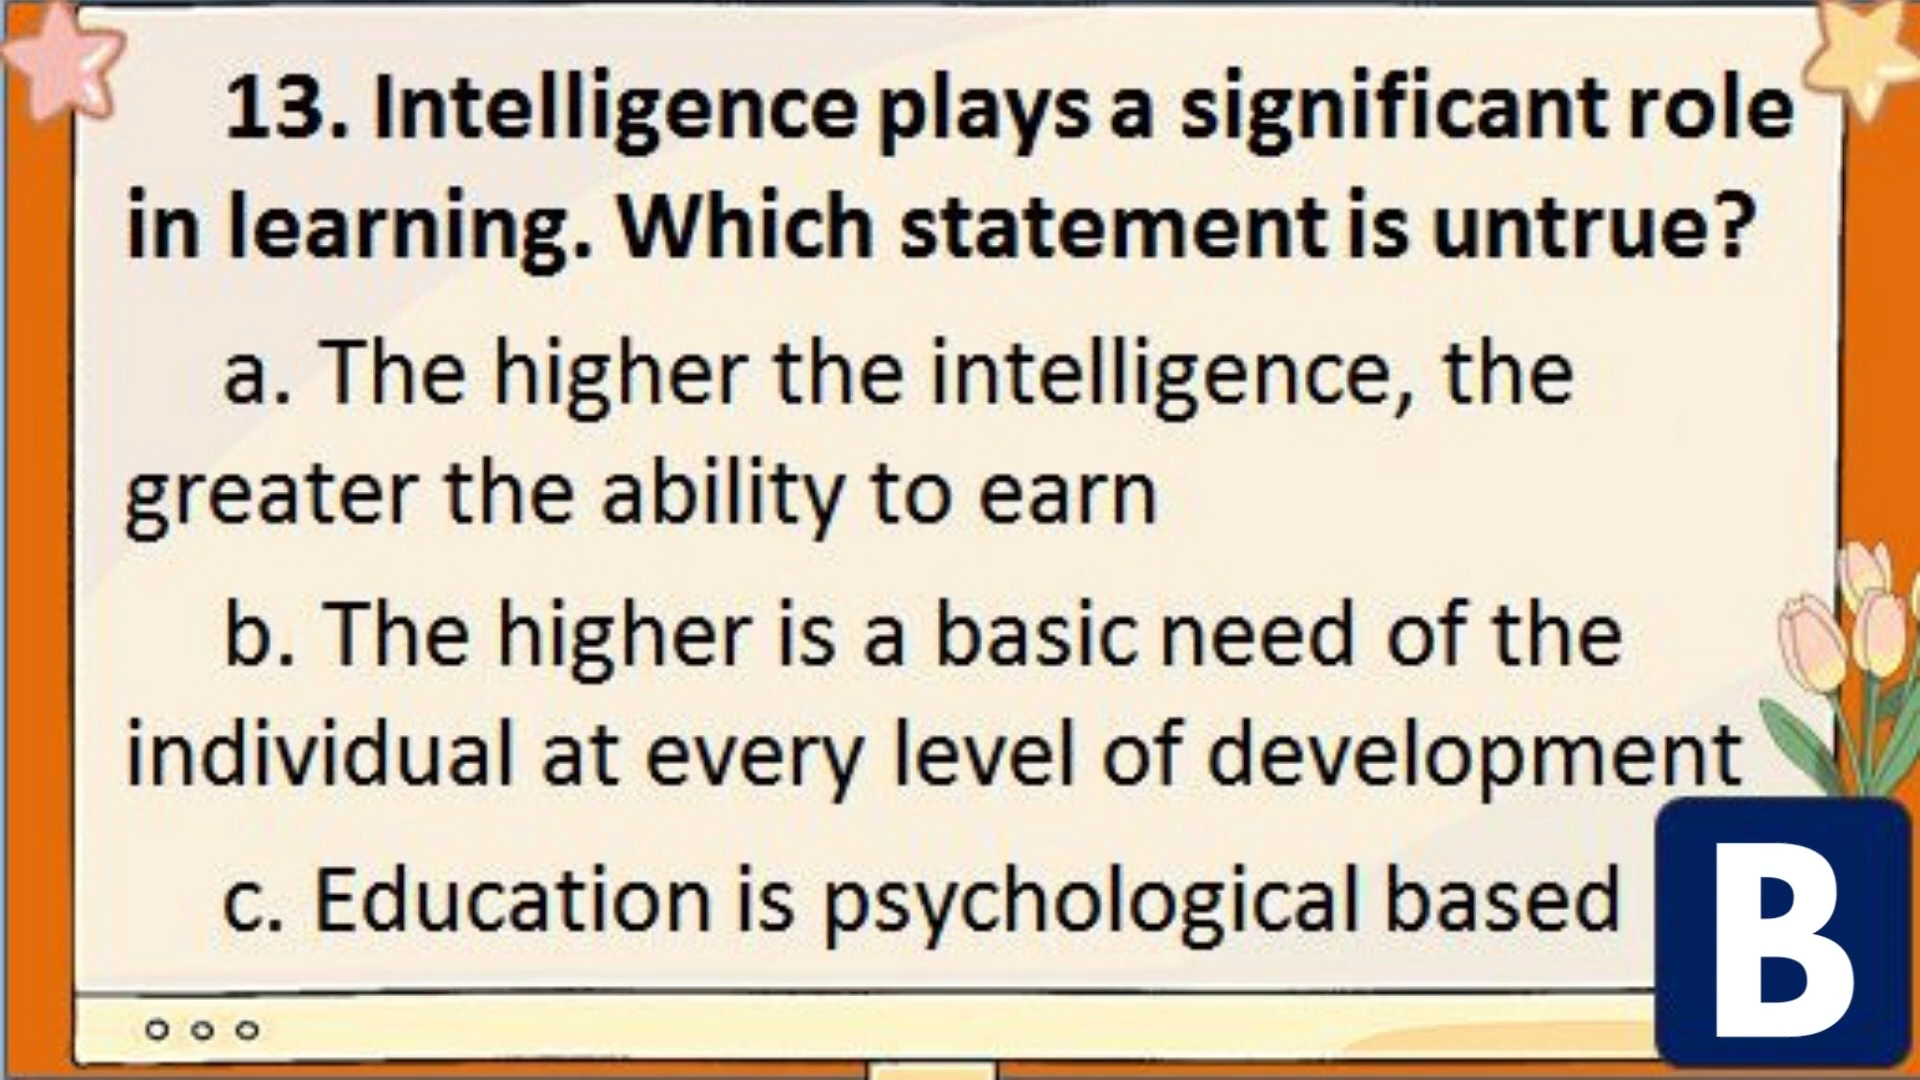 13. Intelligence plays a significant role
in learning. Which statement is untrue?
a. The higher the intelligence, the
greater the ability to earn
b. The higher is a basic need of the
individual at every level of development
c. Education is psychological based
B